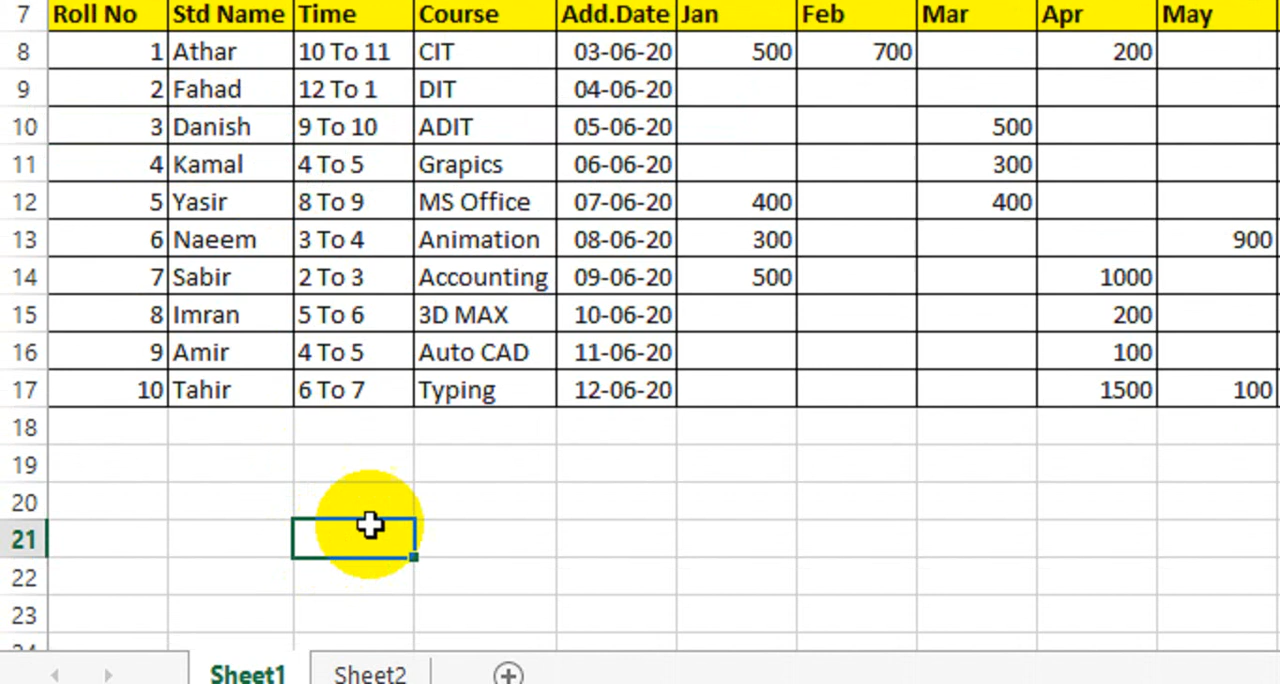 7 Roll No Std Name Time Course Add.Date Jan Feb Mar Apr May
8 1 Athar 10 To 11 CIT 03-06-20 500 700 200
9 2 Fahad 12 To 1 DIT 04-06-20
10 3 Danish 9 To 10 ADIT 05-06-20 500
11 4 Kamal 4 To 5 Grapics 06-06-20 300
12 5 Yasir 8 To 9 MS Office 07-06-20 400 400
13 6 Naeem 3 To 4 Animation 08-06-20 300 900
14 7 Sabir 2 To 3 Accounting 09-06-20 500 1000
15 8 Imran 5 To 6 3D MAX 10-06-20 200
16 9 Amir 4 To 5 Auto CAD 11-06-20 100
17 10 Tahir 6 To 7 Typing 12-06-20 1500 100
18
19
20
21
22
23
Sheet1 Sheet2